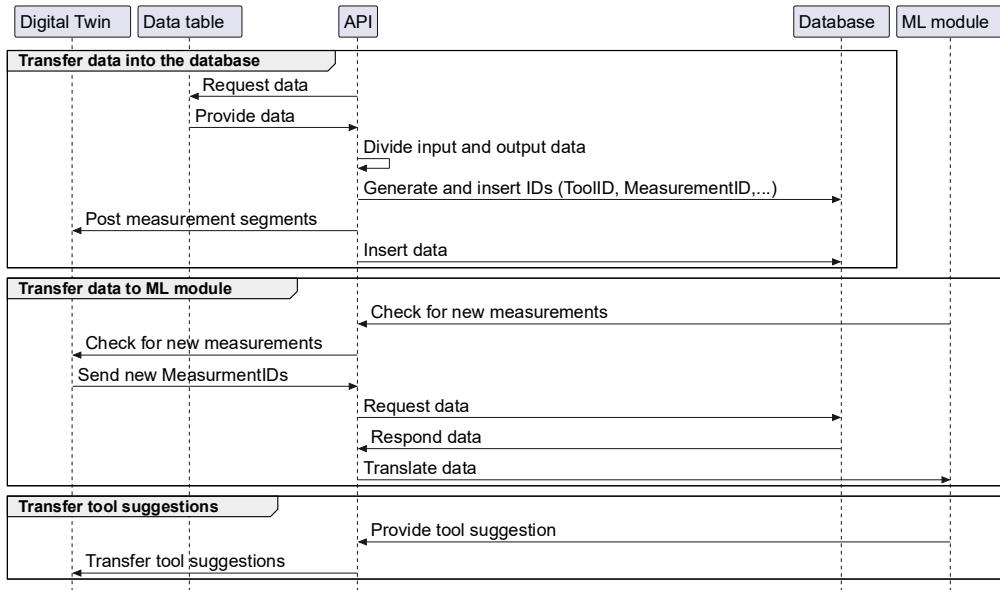 Digital Twin
Data table
API
Database
ML module
Transfer data into the database
Request data
Provide data
Divide input and output data
Generate and insert IDs (ToolID, MeasurementID,...)
Post measurement segments
Insert data
Transfer data to ML module
Check for new measurements
Check for new measurements
Send new MeasurmentIDs
Request data
Respond data
Translate data
Transfer tool suggestions
Provide tool suggestion
Transfer tool suggestions